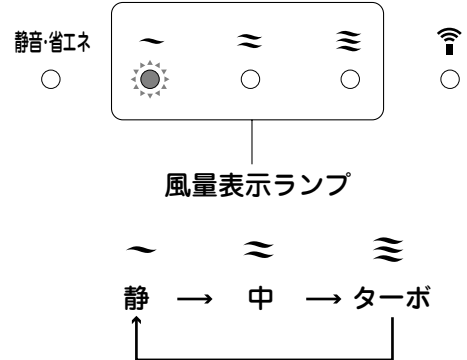 静音・省エネ
風量表示ランプ
静 → 中 → ターボ